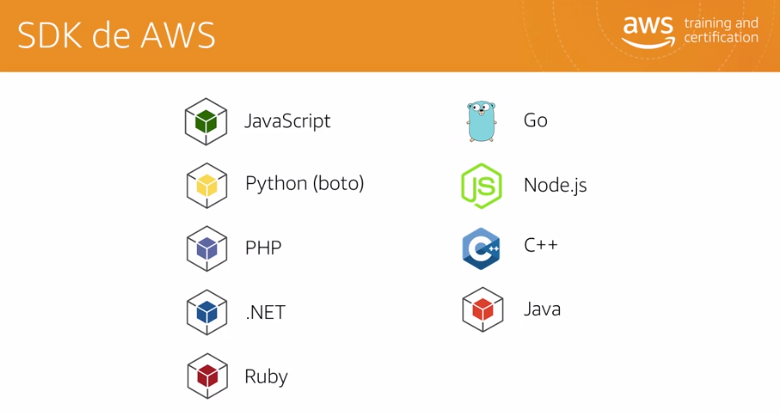 SDK de AWS
aws
training and
certification
JavaScript
Python (boto)
PHP
.NET
Ruby
Go
JS
Node.js
C++
C++
Java